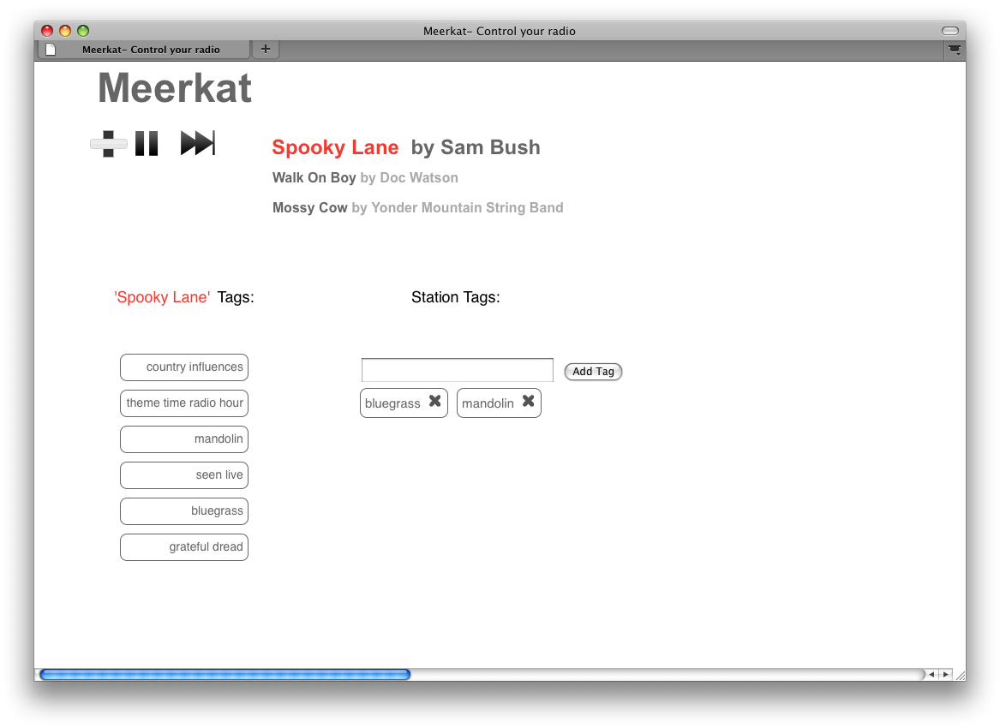 Meerkat– Control your radio
Meerkat– Control your radio
Meerkat
Spooky Lane by Sam Bush
Walk On Boy by Doc Watson
Mossy Cow by Yonder Mountain String Band
'Spooky Lane' Tags:
Station Tags:
country influences
theme time radio hour
mandolin
seen live
bluegrass
grateful dread
Add Tag
bluegrass
mandolin